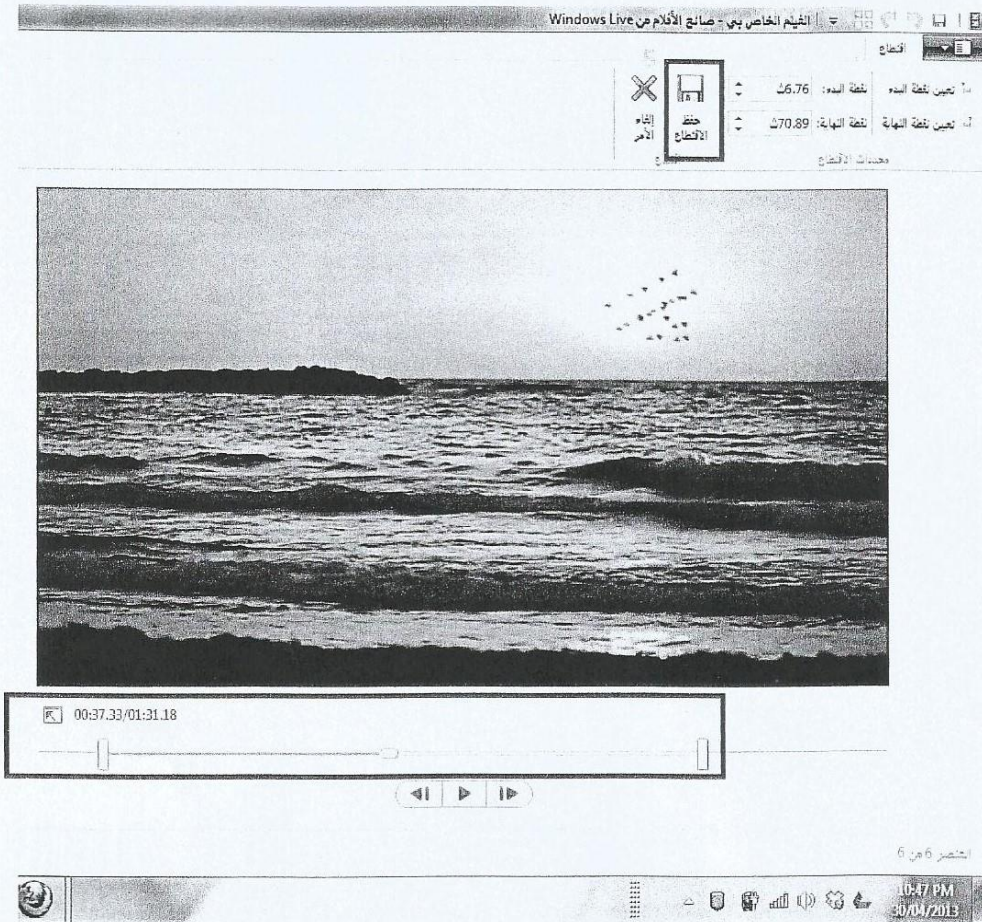 الفيلم الخاص بي - صانع الأفلام من Windows Live
اقتطاع
تعيين نقطة البدء
نقطة البدء: 6.76ث
تعيين نقطة النهاية
نقطة النهاية: 70.89ث
حفظ
الاقتطاع
إلغاء
الأمر
محددات الاقتطاع
00:37.33/01:31.18
العنصر 6 من 6
10:47 PM
30/04/2013